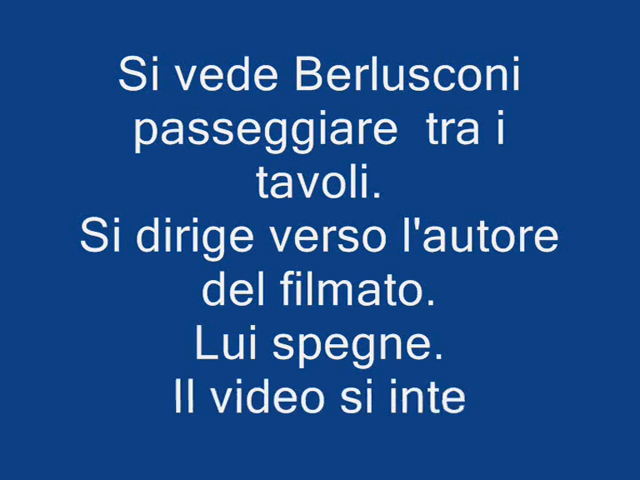 Si vede Berlusconi
passeggiare  tra i
tavoli.
Si dirige verso l'autore
del filmato.
Lui spegne.
Il video si inte